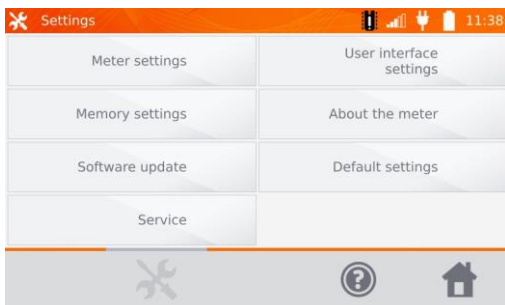 Settings
11:38
Meter settings
User interface
settings
Memory settings
About the meter
Software update
Default settings
Service